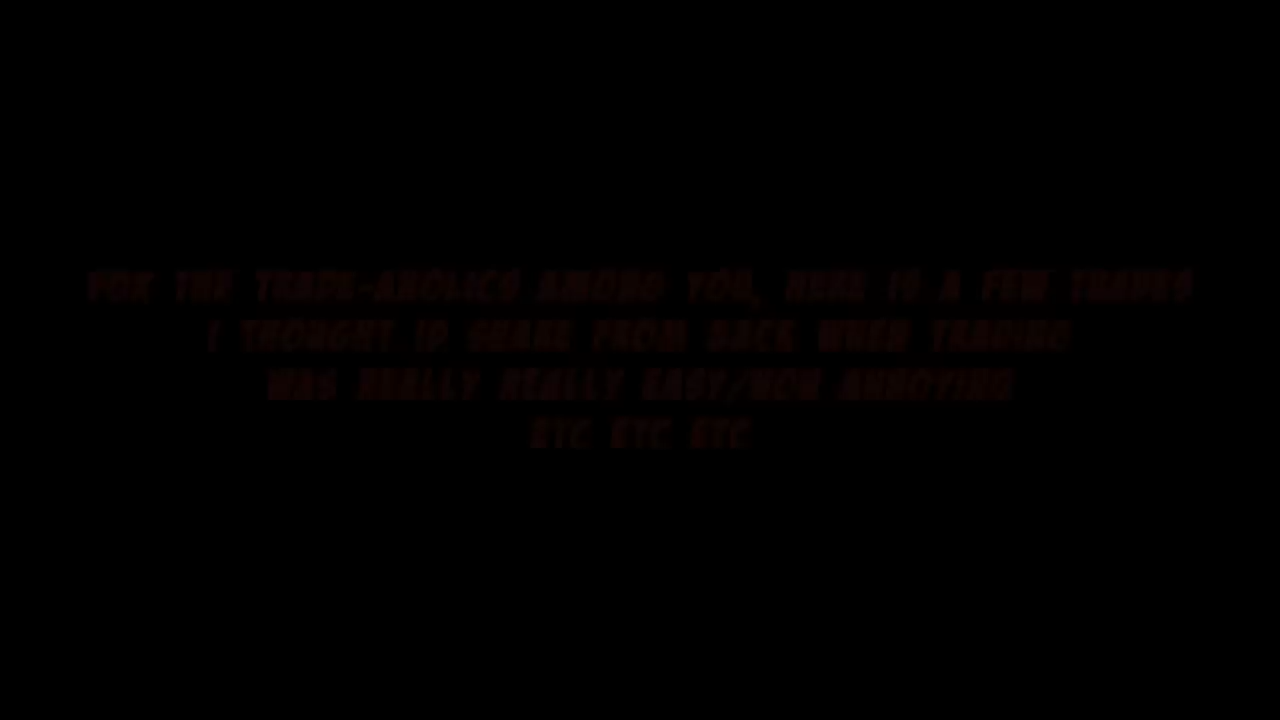 FOR THE TRADE-AHOLICS AMONG YOU, HERE IS A FEW TRADES
I THOUGHT ID SHARE FROM BACK WHEN TRADING
WAS REALLY REALLY EASY/NON ANNOYING
ETC ETC ETC